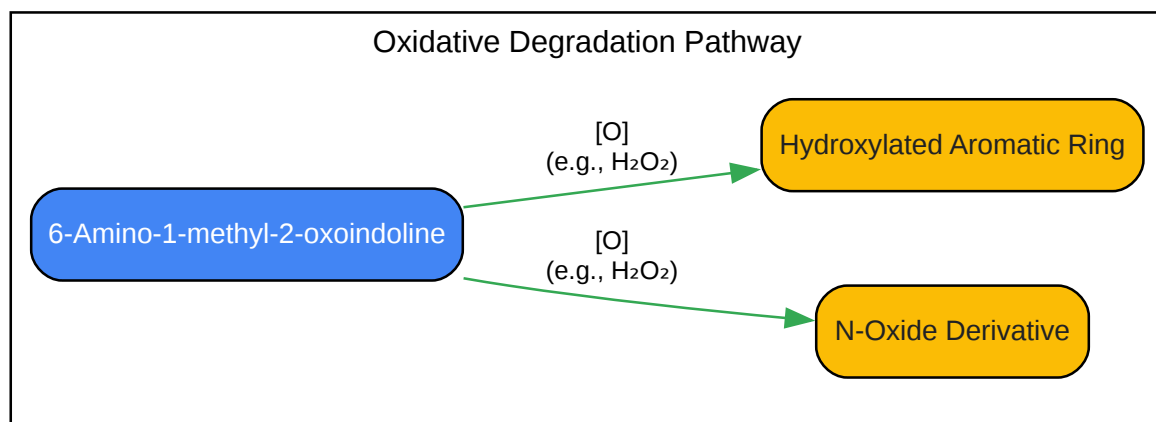 Oxidative Degradation Pathway
[O]
(e.g., H₂O₂)
Hydroxylated Aromatic Ring
6-Amino-1-methyl-2-oxoindoline
[O]
(e.g., H₂O₂)
N-Oxide Derivative